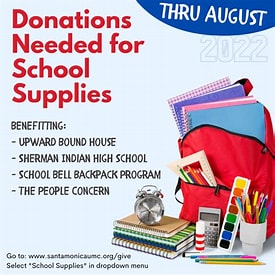 THRU AUGUST
2022
Donations
Needed for
School
Supplies
BENEFITTING:
- UPWARD BOUND HOUSE
- SHERMAN INDIAN HIGH SCHOOL
- SCHOOL BELL BACKPACK PROGRAM
- THE PEOPLE CONCERN
Go to: www.santamonicaumc.org/give
Select "School Supplies" in dropdown menu